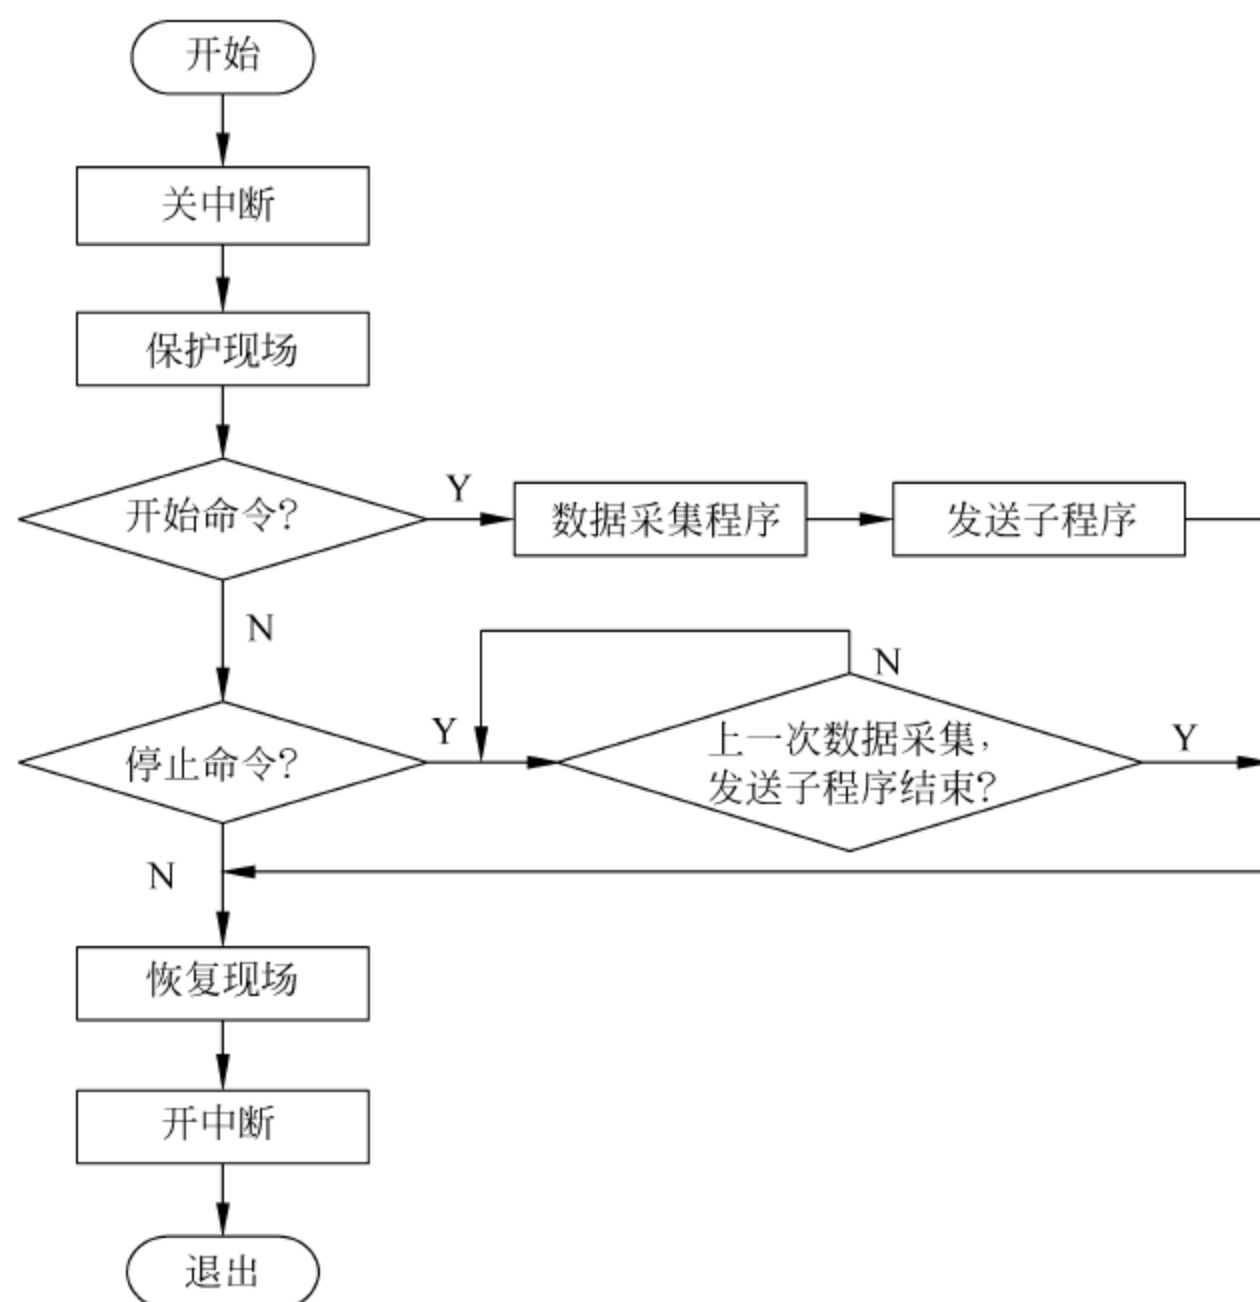 开始
关中断
保护现场
开始命令?
Y
数据采集程序
发送子程序
N
N
停止命令?
Y
上一次数据采集,
发送子程序结束?
Y
N
恢复现场
开中断
退出